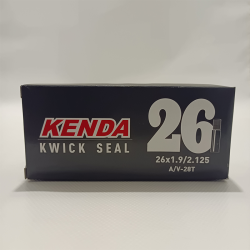 KENDA
KWICK SEAL
26
26x1.9/2.125
A/V-28T